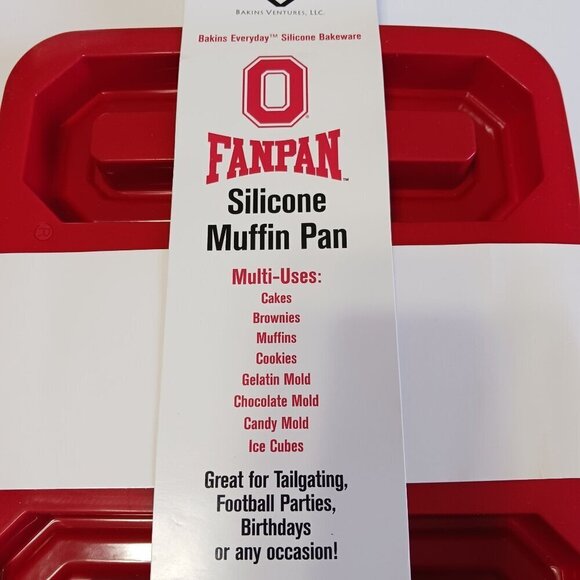 BAKINS VENTURES, LLC.
Bakins Everyday™ Silicone Bakeware
O
®
FANPAN™
Silicone
Muffin Pan
Multi-Uses:
Cakes
Brownies
Muffins
Cookies
Gelatin Mold
Chocolate Mold
Candy Mold
Ice Cubes
Great for Tailgating,
Football Parties,
Birthdays
or any occasion!